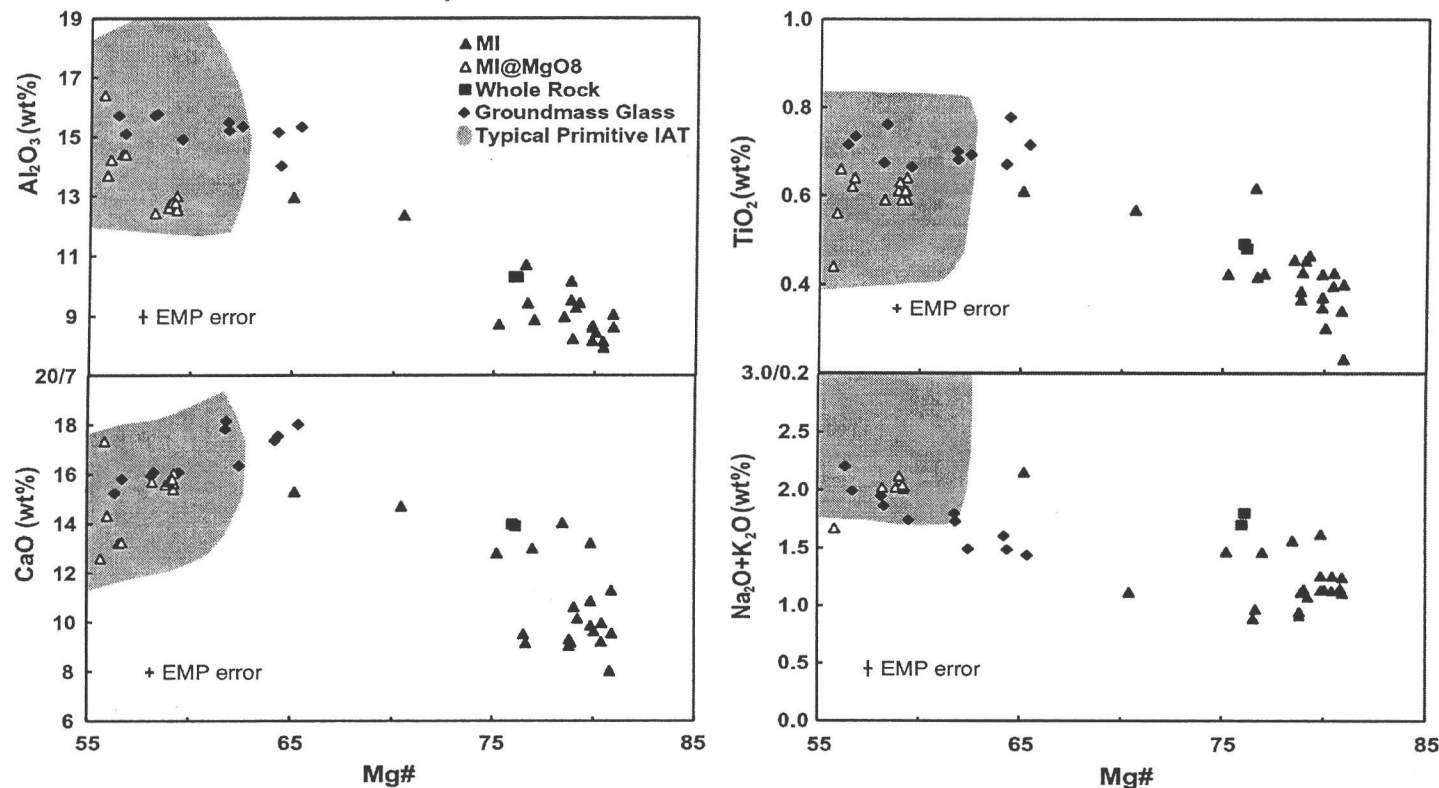 19
17
15
13
11
9
20/7
18
16
14
12
10
8
6
Al₂O₃ (wt%)
CaO (wt%)
▲ MI
△ MI@MgO8
■ Whole Rock
◆ Groundmass Glass
Typical Primitive IAT
+ EMP error
+ EMP error
55 65 75 85
Mg#
1.0
0.8
0.6
0.4
3.0/0.2
2.5
2.0
1.5
1.0
0.5
0.0
TiO₂ (wt%)
Na₂O+K₂O (wt%)
+ EMP error
+ EMP error
55 65 75 85
Mg#